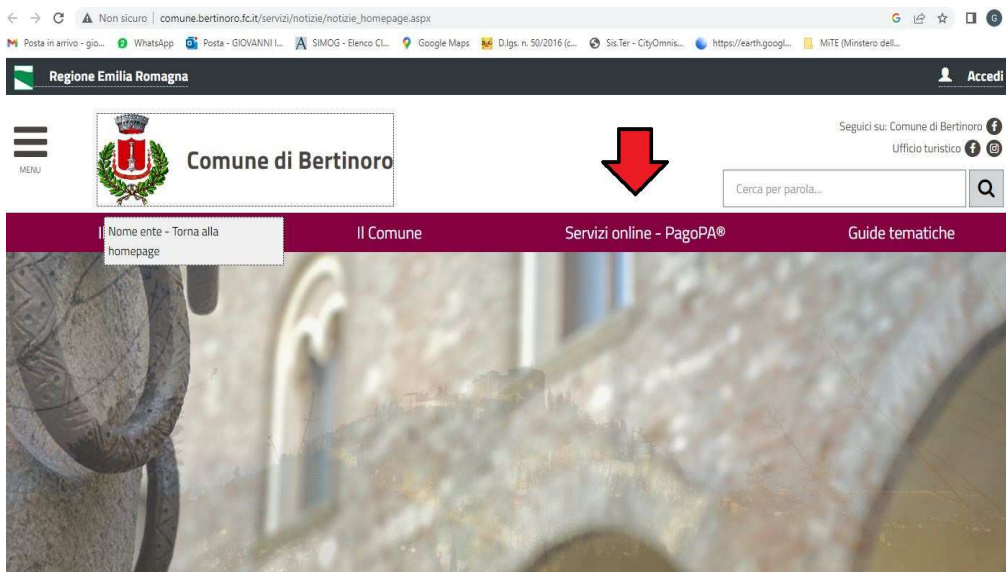 Non sicuro | comune.bertinoro.fc.it/servizi/notizie/notizie_homepage.aspx
Posta in arrivo - gio... WhatsApp Posta - GIOVANNI I... SIMOG - Elenco CI... Google Maps D.lgs. n. 50/2016 (c... Sis.Ter - CityOmnis... https://earth.googl... MiTE (Minstero dell...
Regione Emilia Romagna Accedi
Seguici su: Comune di Bertinoro
Ufficio turistico
MENU Comune di Bertinoro
Cerca per parola...
Il Comune Servizi online - PagoPA® Guide tematiche
Nome ente - Torna alla
homepage